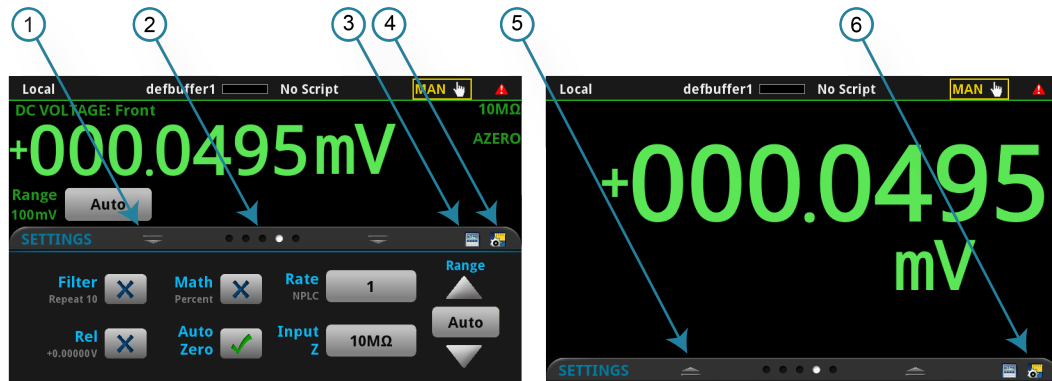 1 2 3 4 5 6
Local defbuffer1 No Script MAN
DC VOLTAGE: Front 10MΩ
+000.0495 mV AZERO
Range
100mV Auto
SETTINGS
Filter
Repeat 10
Math
Percent
Rate
NPLC
1
Range
Auto
Rel
+0.00000V
Auto
Zero
Input
Z
10MΩ
Local defbuffer1 No Script MAN
+000.0495
mV
SETTINGS